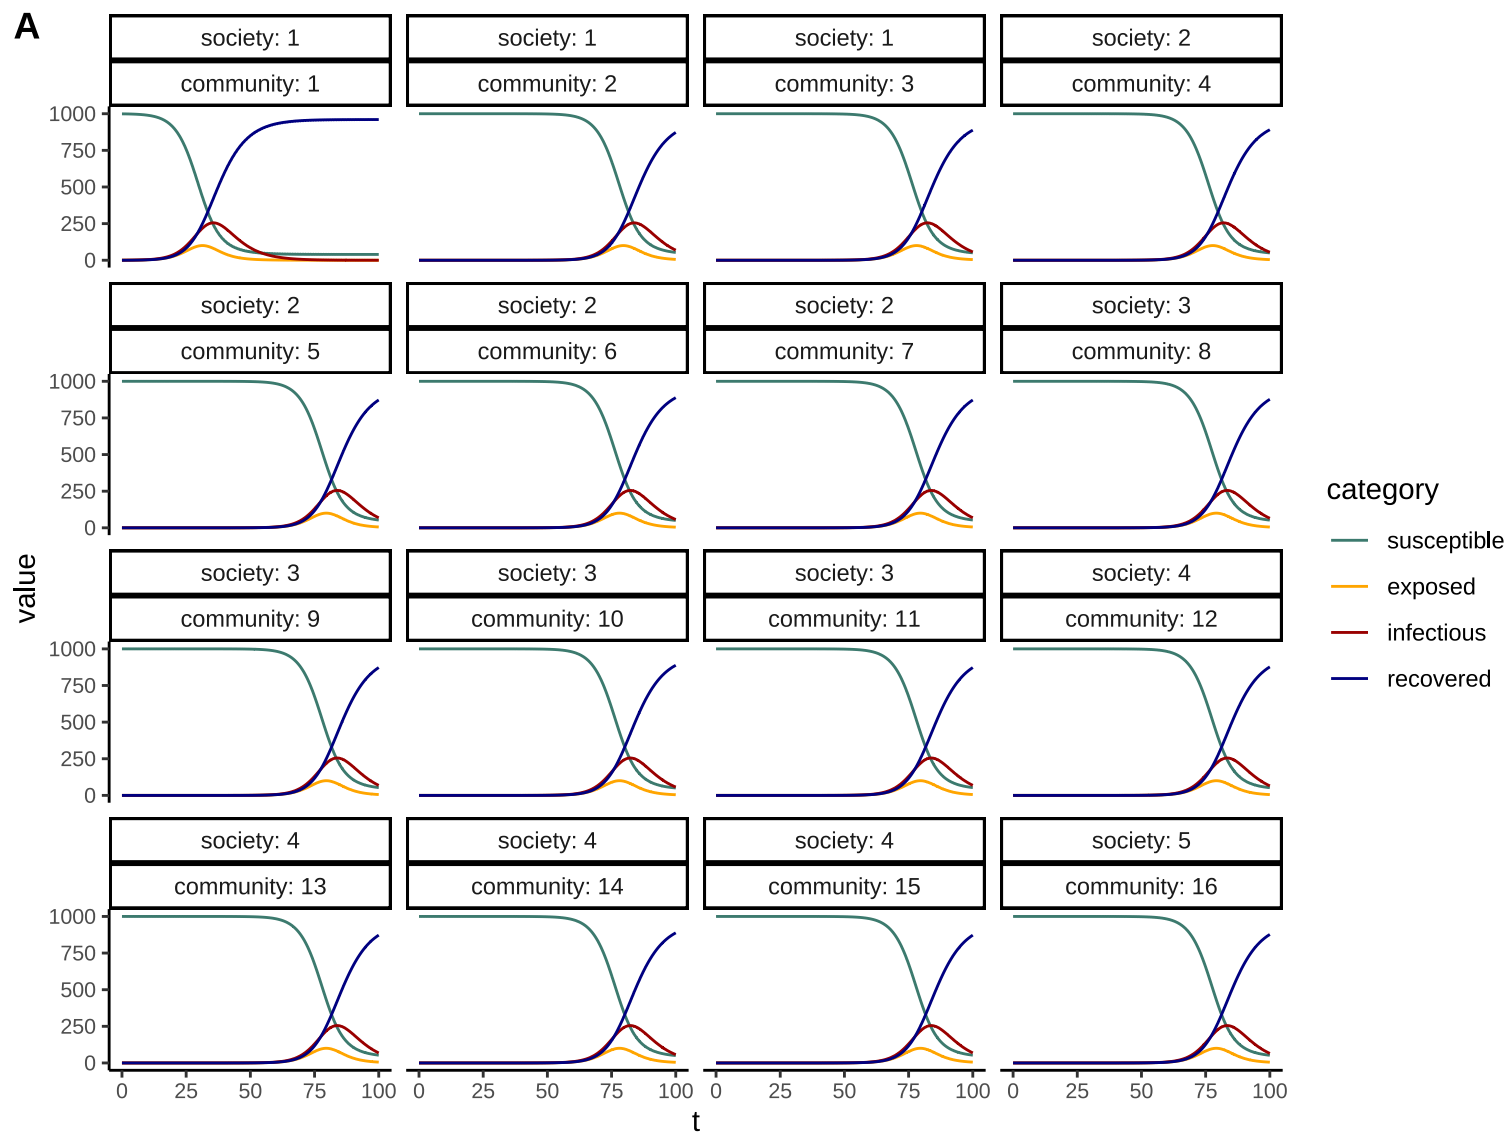 A
society: 1
society: 1
society: 1
society: 2
community: 1
community: 2
community: 3
community: 4
1000
750
500
250
0
society: 2
society: 2
society: 2
society: 3
community: 5
community: 6
community: 7
community: 8
1000
750
500
250
0
society: 3
society: 3
society: 3
society: 4
community: 9
community: 10
community: 11
community: 12
1000
750
500
250
0
society: 4
society: 4
society: 4
society: 5
community: 13
community: 14
community: 15
community: 16
1000
750
500
250
0
0 25 50 75 100
0 25 50 75 100
0 25 50 75 100
0 25 50 75 100
t
value
category
susceptible
exposed
infectious
recovered